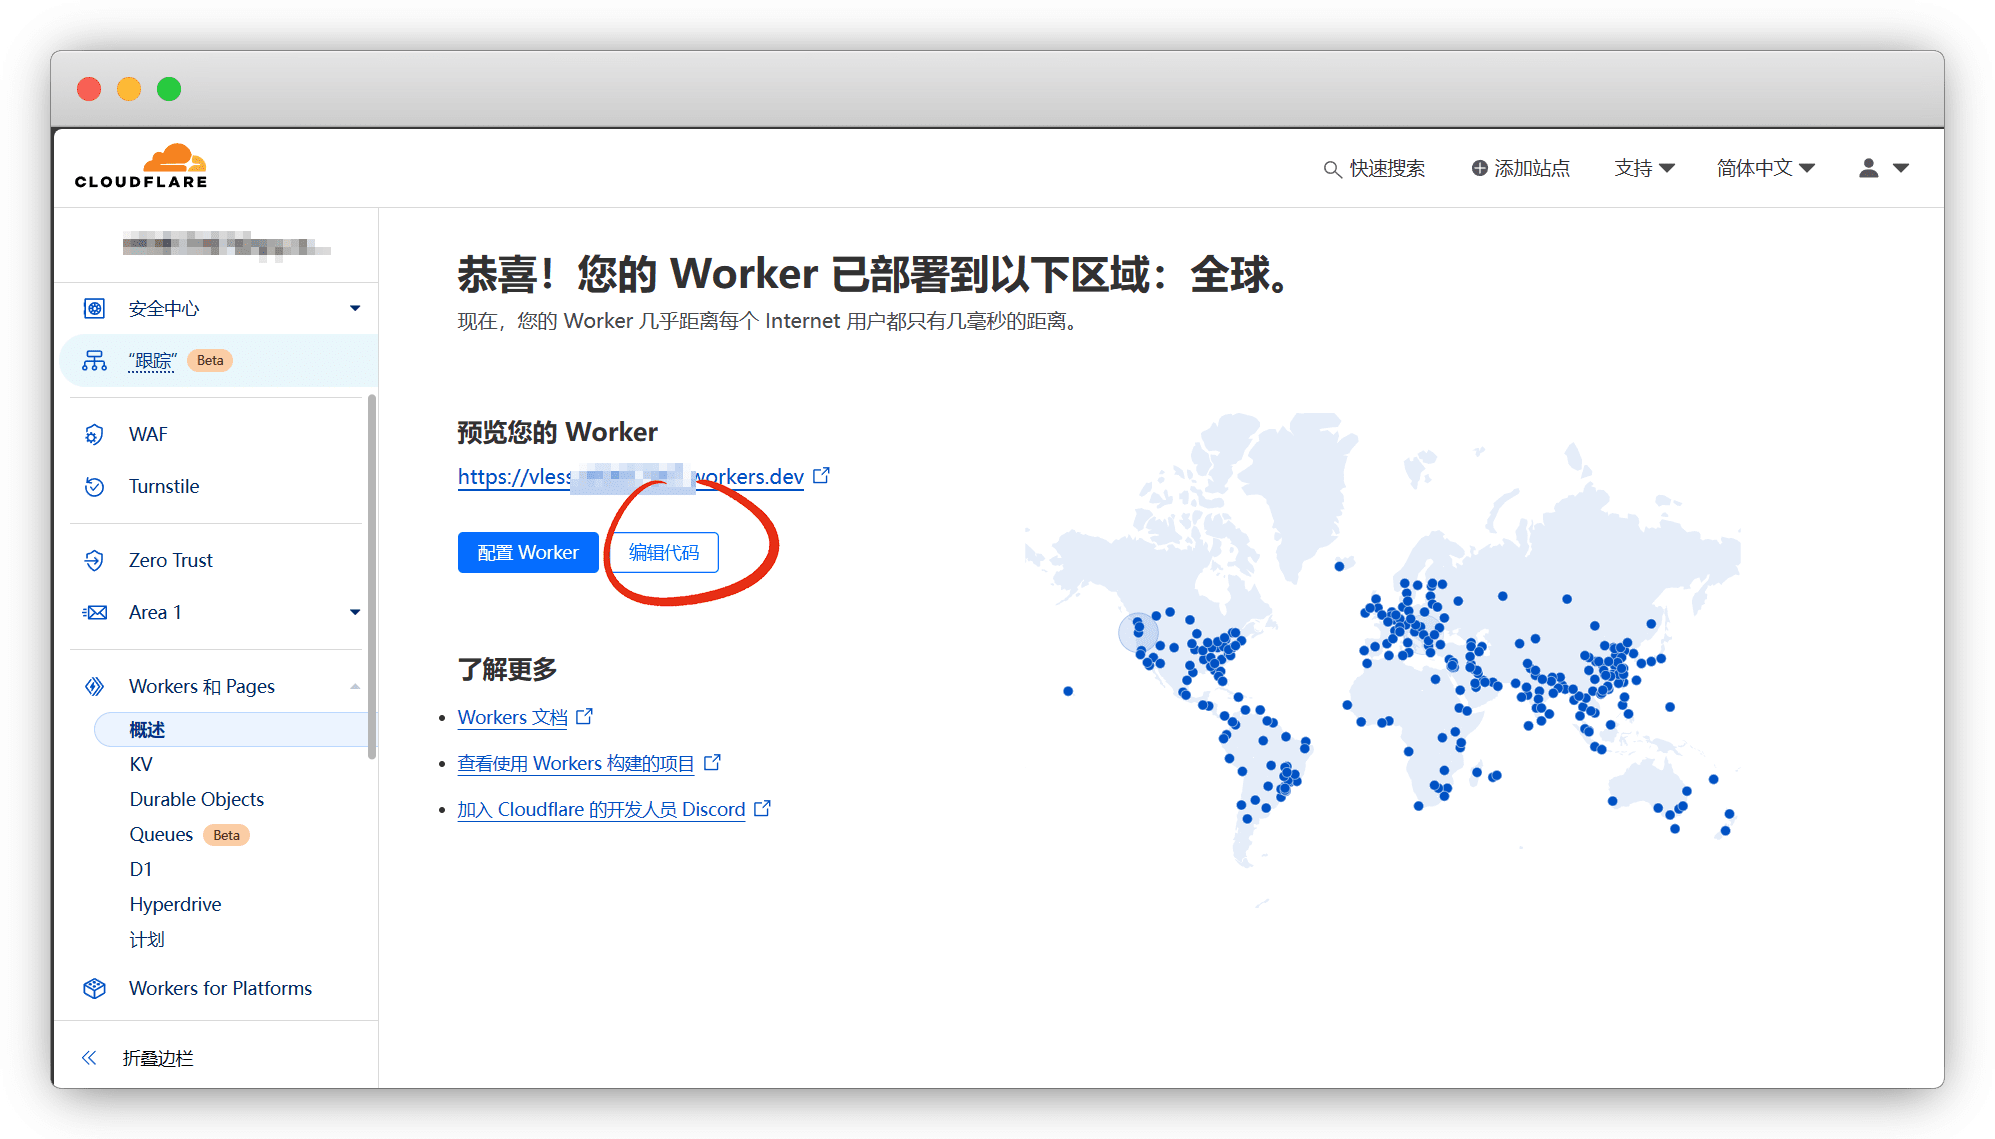 CLOUDFLARE
快速搜索
添加站点
支持
简体中文
安全中心
“跟踪” Beta
WAF
Turnstile
Zero Trust
Area 1
Workers 和 Pages
概述
KV
Durable Objects
Queues Beta
D1
Hyperdrive
计划
Workers for Platforms
折叠边栏
恭喜！您的 Worker 已部署到以下区域：全球。
现在，您的 Worker 几乎距离每个 Internet 用户都只有几毫秒的距离。
预览您的 Worker
https://vless workers.dev
配置 Worker
编辑代码
了解更多
Workers 文档
查看使用 Workers 构建的项目
加入 Cloudflare 的开发人员 Discord